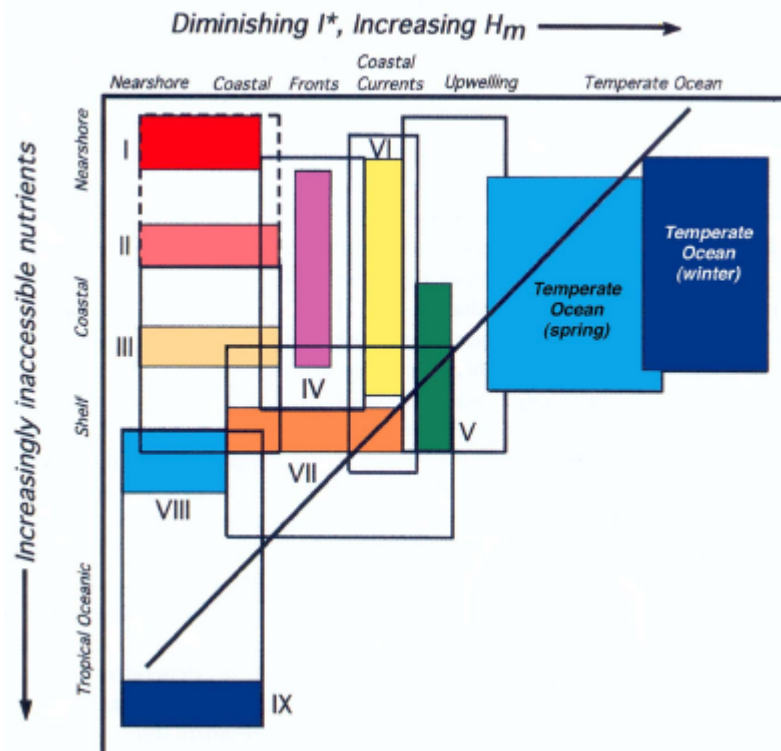 Diminishing I*, Increasing Hm
Nearshore
Coastal
Fronts
Coastal
Currents
Upwelling
Temperate Ocean
Increasingly inaccessible nutrients
Nearshore
Coastal
Shelf
Tropical Oceanic
I
II
III
IV
V
VI
VII
VIII
IX
Temperate
Ocean
(spring)
Temperate
Ocean
(winter)